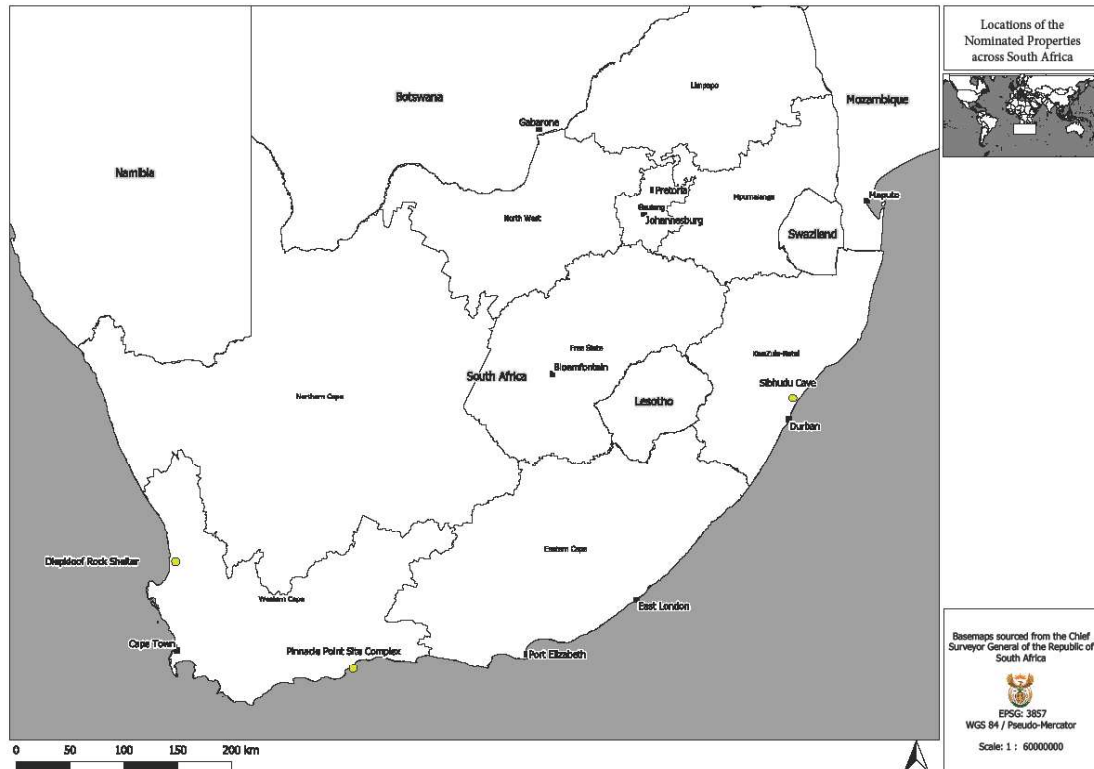 Locations of the
Nominated Properties
across South Africa
Botswana
Limpopo
Mozambique
Gabarone
Namibia
Pretoria
Maputo
Mpumalanga
Gauteng
North West
Johannesburg
Swaziland
Free State
KwaZulu-Natal
Bloemfontain
South Africa
Sibhudu Cave
Northern Cape
Lesotho
Durban
Eastern Cape
Diepkloof Rock Shelter
Western Cape
East London
Cape Town
Pinnacle Point Site Complex
Port Elizabeth
Basemaps sourced from the Chief
Surveyor General of the Republic of
South Africa
EPSG: 3857
WGS 84 / Pseudo-Mercator
Scale: 1 : 60000000
0 50 100 150 200 km